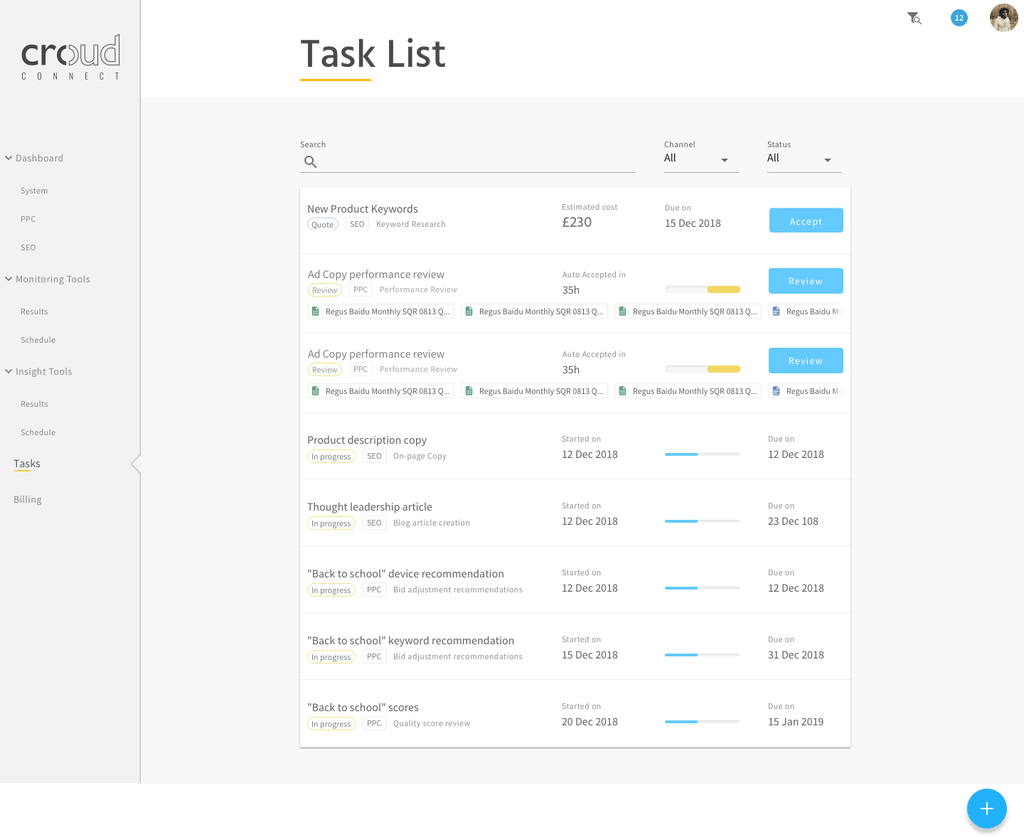 12
croud
CONNECT
Task List
Dashboard
System
PPC
SEO
Monitoring Tools
Results
Schedule
Insight Tools
Results
Schedule
Tasks
Billing
Search
Channel
All
Status
All
New Product Keywords
Quote SEO Keyword Research
Estimated cost
£230
Due on
15 Dec 2018
Accept
Ad Copy performance review
Review PPC Performance Review
Auto Accepted in
35h
Review
Regus Baidu Monthly SQR 0813 Q... Regus Baidu Monthly SQR 0813 Q... Regus Baidu Monthly SQR 0813 Q... Regus Baidu M
Ad Copy performance review
Review PPC Performance Review
Auto Accepted in
35h
Review
Regus Baidu Monthly SQR 0813 Q... Regus Baidu Monthly SQR 0813 Q... Regus Baidu Monthly SQR 0813 Q... Regus Baidu M
Product description copy
In progress SEO On-page Copy
Started on
12 Dec 2018
Due on
12 Dec 2018
Thought leadership article
In progress SEO Blog article creation
Started on
12 Dec 2018
Due on
23 Dec 108
"Back to school" device recommendation
In progress PPC Bid adjustment recommendations
Started on
12 Dec 2018
Due on
12 Dec 2018
"Back to school" keyword recommendation
In progress PPC Bid adjustment recommendations
Started on
15 Dec 2018
Due on
31 Dec 2018
"Back to school" scores
In progress PPC Quality score review
Started on
20 Dec 2018
Due on
15 Jan 2019